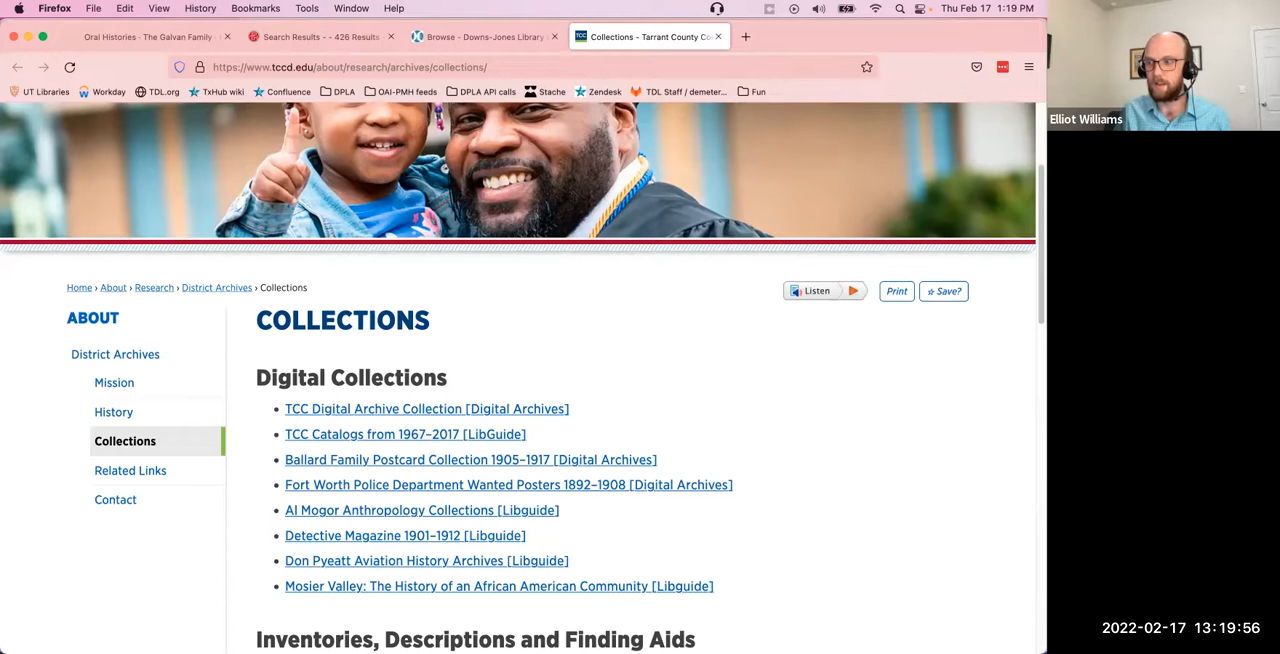 Firefox File Edit View History Bookmarks Tools Window Help Thu Feb 17 1:19 PM
Oral Histories · The Galvan Family · Search Results - - 426 Results Browse - Downs-Jones Library TCC Collections - Tarrant County Co
https://www.tccd.edu/about/research/archives/collections/
UT Libraries Workday TDL.org TxHub wiki Confluence DPLA OAI-PMH feeds DPLA API calls Stache Zendesk TDL Staff / demeter... Fun
Elliot Williams
Home › About › Research › District Archives › Collections
Listen Print ☆ Save?
ABOUT
District Archives
Mission
History
Collections
Related Links
Contact
COLLECTIONS
Digital Collections
• TCC Digital Archive Collection [Digital Archives]
• TCC Catalogs from 1967–2017 [LibGuide]
• Ballard Family Postcard Collection 1905–1917 [Digital Archives]
• Fort Worth Police Department Wanted Posters 1892–1908 [Digital Archives]
• Al Mogor Anthropology Collections [Libguide]
• Detective Magazine 1901–1912 [Libguide]
• Don Pyeatt Aviation History Archives [Libguide]
• Mosier Valley: The History of an African American Community [Libguide]
Inventories, Descriptions and Finding Aids
2022-02-17 13:19:56